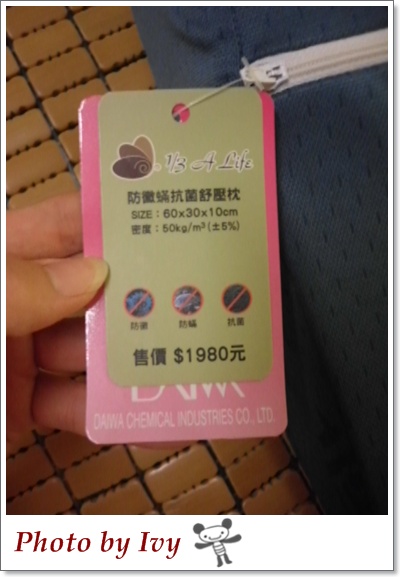 1/3 A Life
防黴蟎抗菌舒壓枕
SIZE：60x30x10cm
密度：50kg/m³(±5%)
防黴 防蟎 抗菌
售價 $1980元
DAIWA
DAIWA CHEMICAL INDUSTRIES CO., LTD.
Photo by Ivy